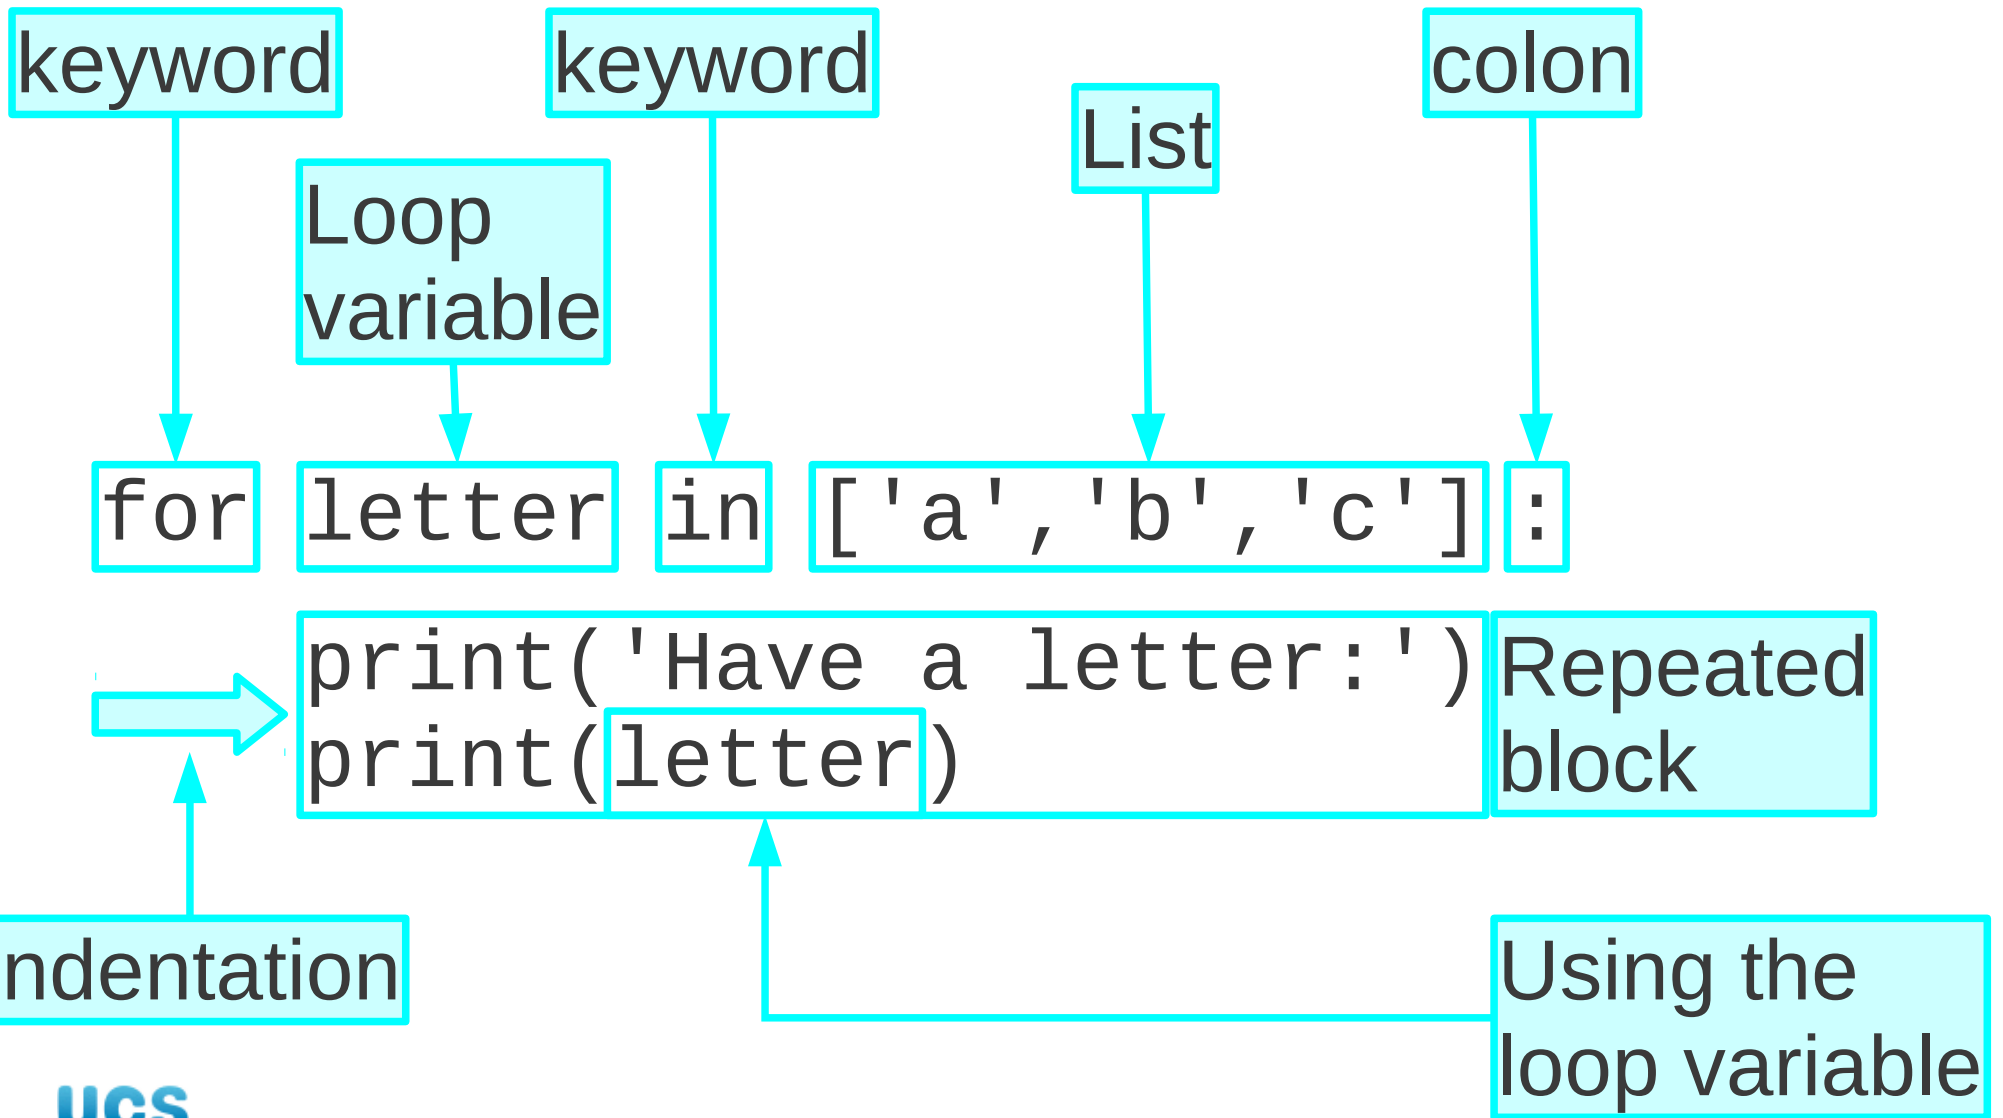 keyword
keyword
colon
List
Loop
variable
for letter in ['a','b','c'] :
print('Have a letter:')
print(letter)
Repeated
block
ndentation
Using the
loop variable
ucs